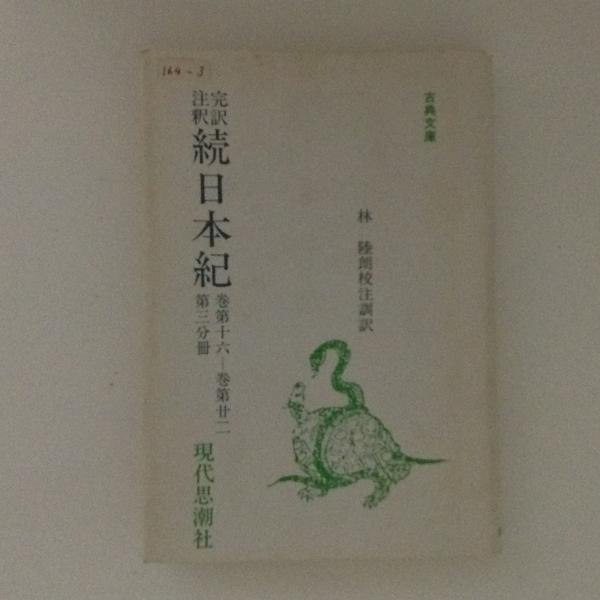 164-3
古典文庫
林 陸朗校注訓訳
完訳
注釈
続日本紀
巻第十六—巻第廿二
第三分冊
現代思潮社